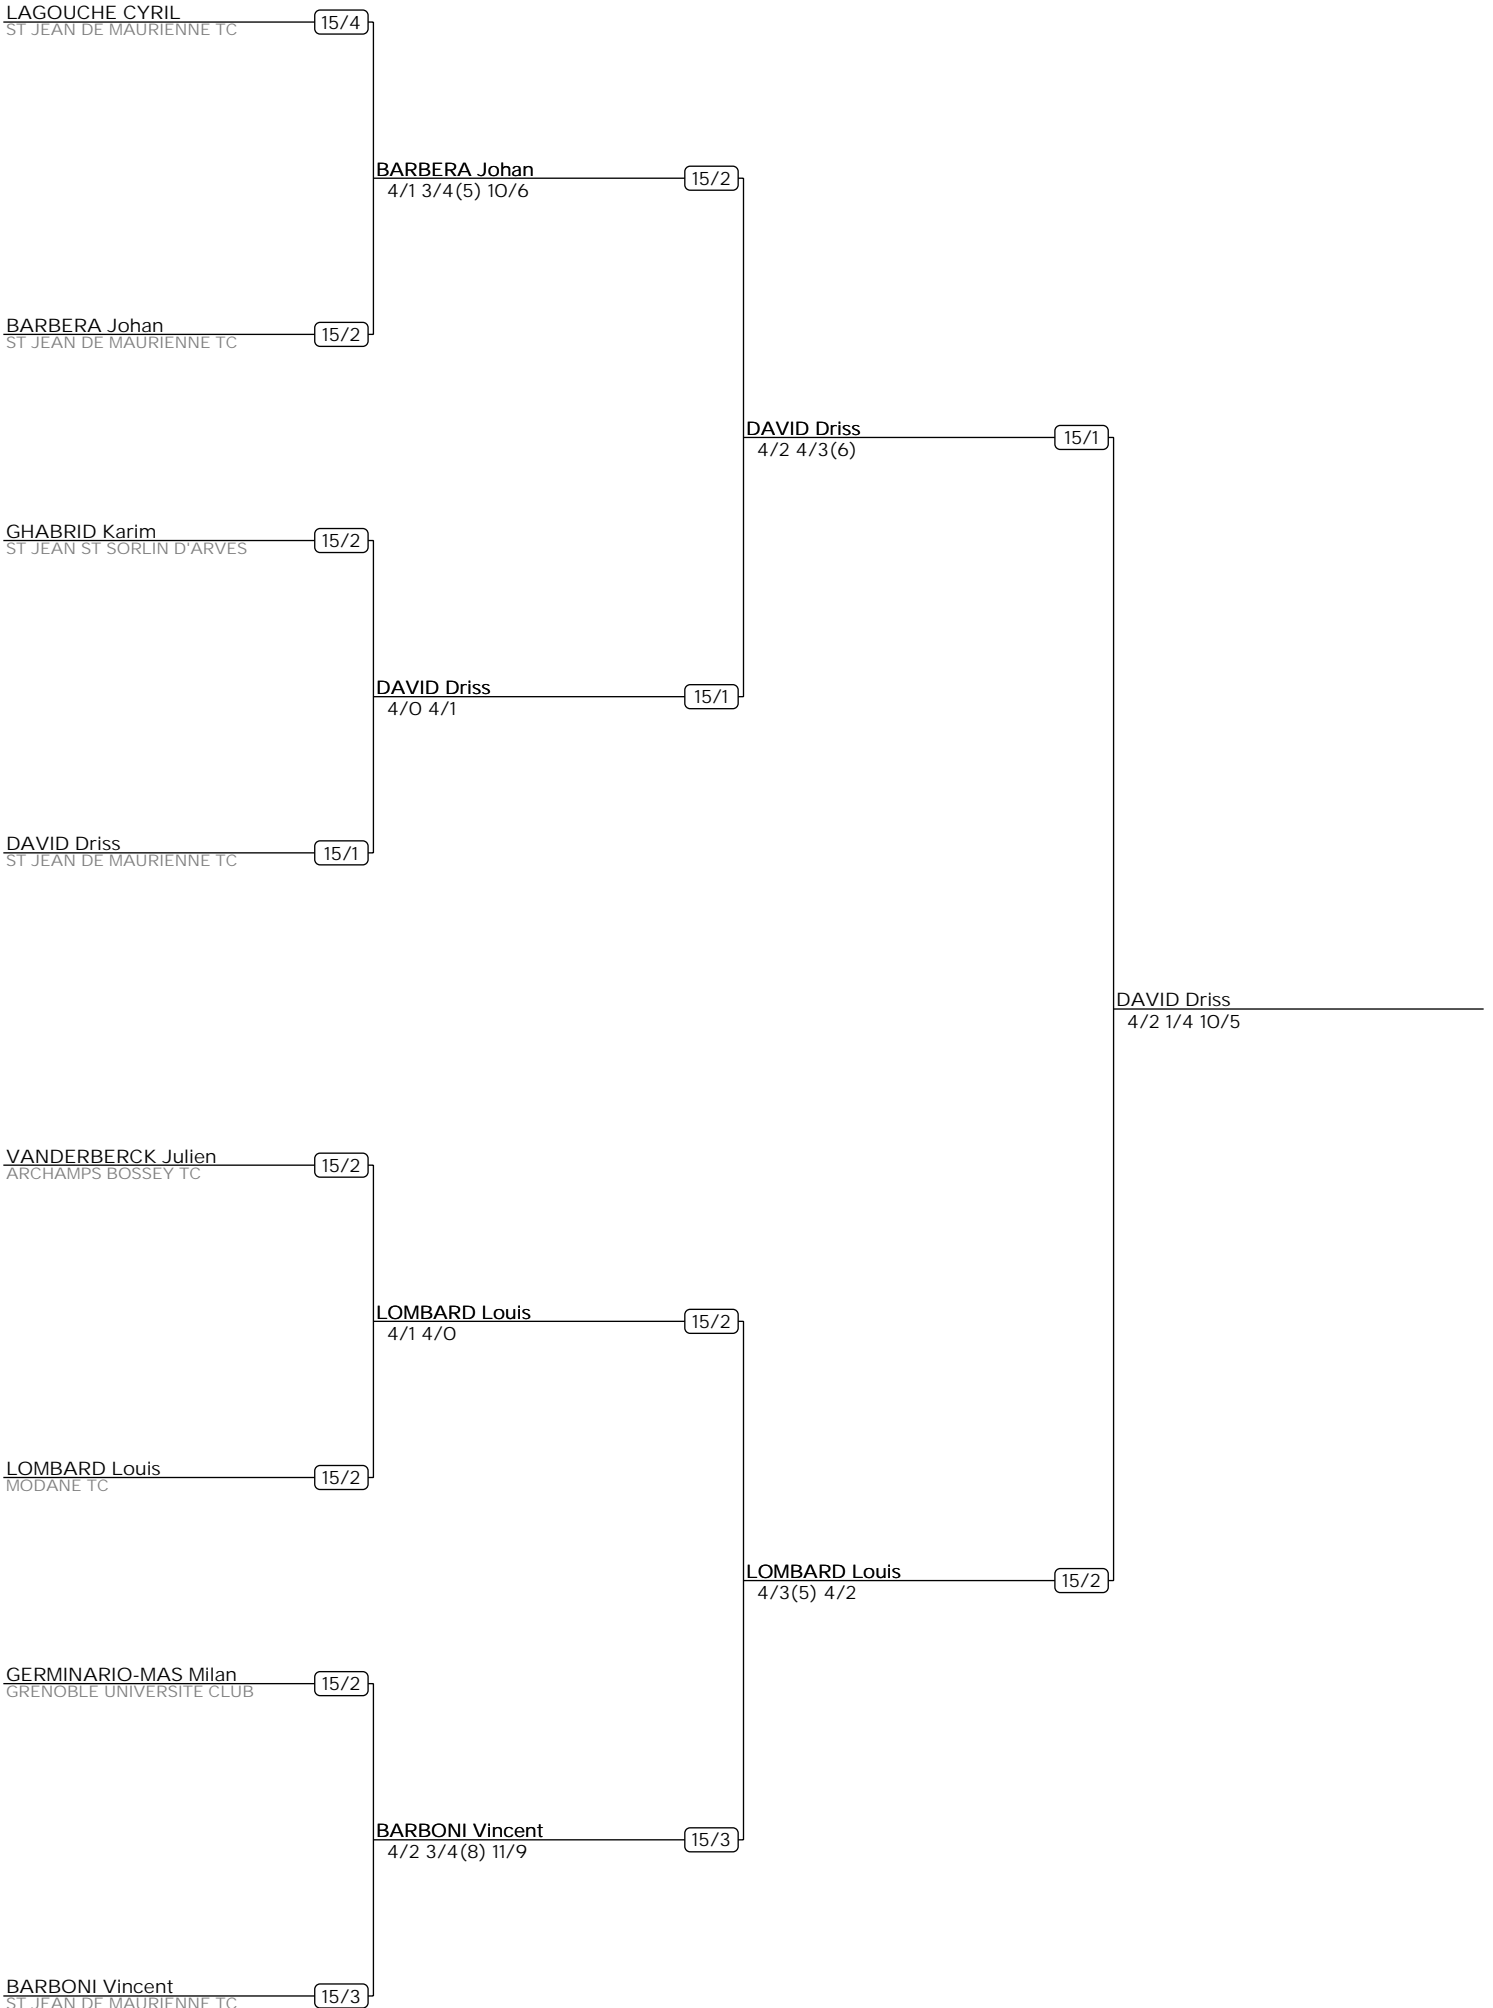 LAGOUCHE CYRIL
15/4
ST JEAN DE MAURIENNE TC
BARBERA Johan
15/2
4/1 3/4(5) 10/6
BARBERA Johan
15/2
ST JEAN DE MAURIENNE TC
DAVID Driss
15/1
4/2 4/3(6)
GHABRID Karim
15/2
ST JEAN ST SORLIN D'ARVES
DAVID Driss
15/1
4/0 4/1
DAVID Driss
15/1
ST JEAN DE MAURIENNE TC
DAVID Driss
4/2 1/4 10/5
VANDERBERCK Julien
15/2
ARCHAMPS BOSSEY TC
LOMBARD Louis
15/2
4/1 4/0
LOMBARD Louis
15/2
MODANE TC
LOMBARD Louis
15/2
4/3(5) 4/2
GERMINARIO-MAS Milan
15/2
GRENOBLE UNIVERSITE CLUB
BARBONI Vincent
15/3
4/2 3/4(8) 11/9
BARBONI Vincent
15/3
ST JEAN DE MAURIENNE TC